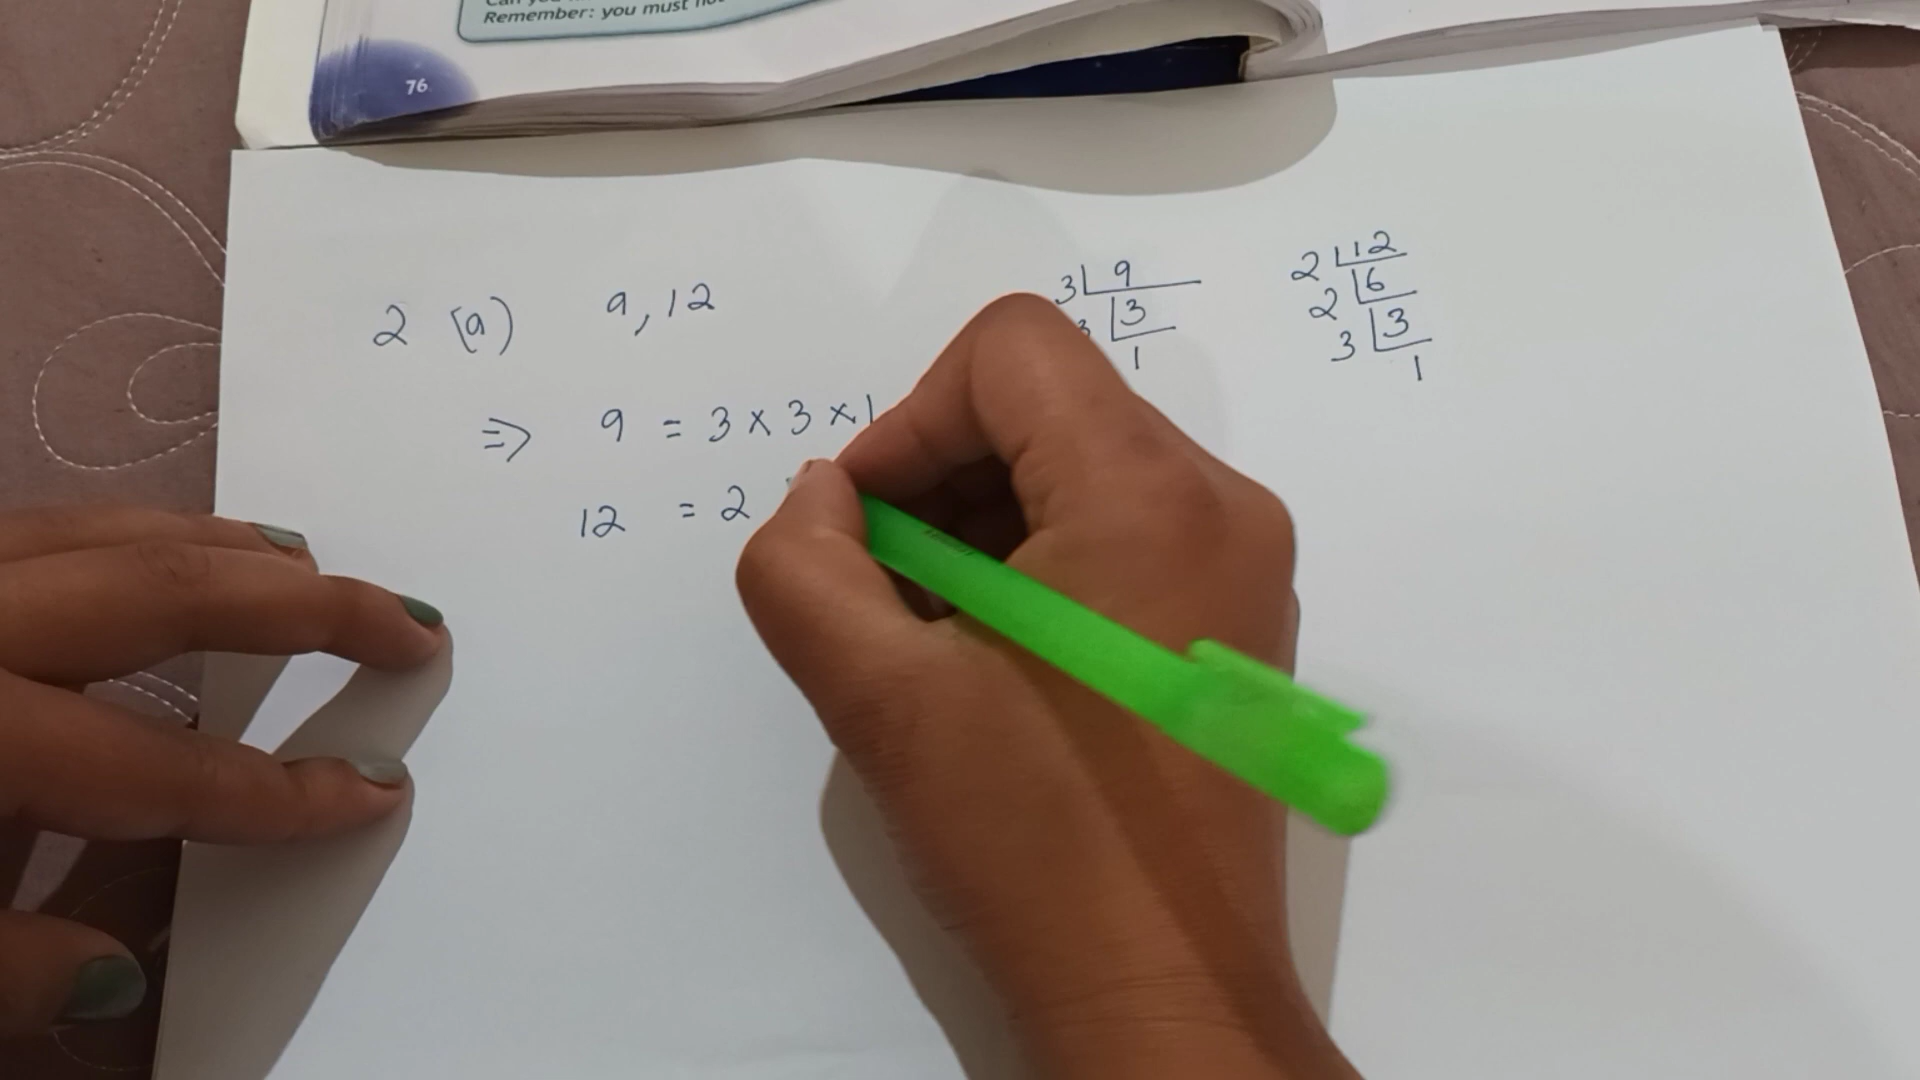 Remember: you must
76
2 (a) 9, 12
3 9
3 3
1
2 12
2 6
3 3
1
=> 9 = 3 × 3 × 1
12 = 2